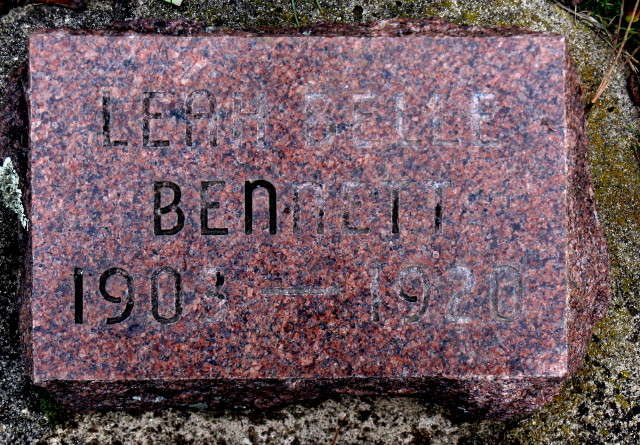 LEAH BELLE
BENNETT
1903 — 1920